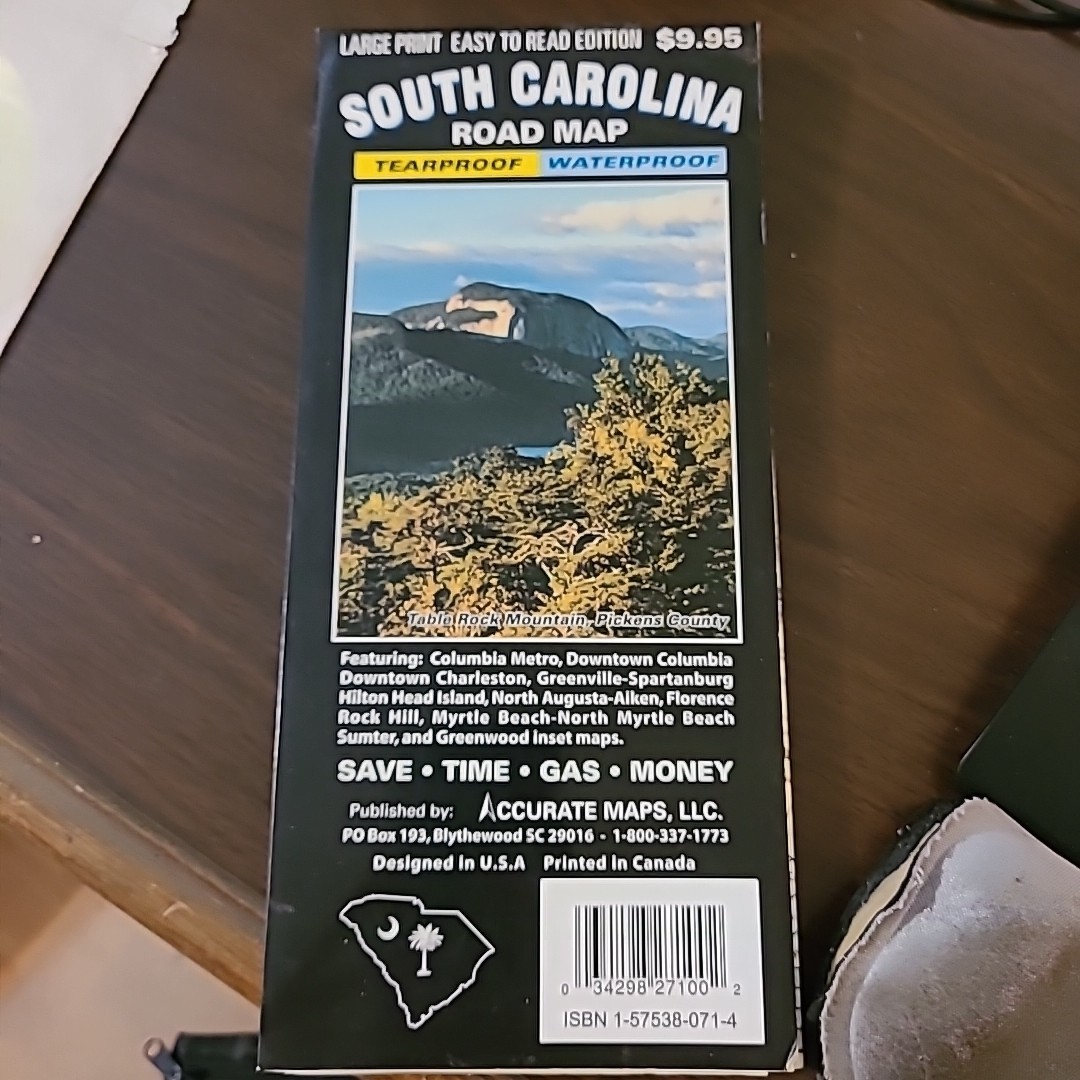 LARGE PRINT EASY TO READ EDITION $9.95
SOUTH CAROLINA
ROAD MAP
TEARPROOF WATERPROOF
Table Rock Mountain, Pickens County
Featuring: Columbia Metro, Downtown Columbia
Downtown Charleston, Greenville-Spartanburg
Hilton Head Island, North Augusta-Aiken, Florence
Rock Hill, Myrtle Beach-North Myrtle Beach
Sumter, and Greenwood inset maps.
SAVE • TIME • GAS • MONEY
Published by: ACCURATE MAPS, LLC.
PO Box 193, Blythewood SC 29016 - 1-800-337-1773
Designed in U.S.A Printed in Canada
0 34298 27100 2
ISBN 1-57538-071-4